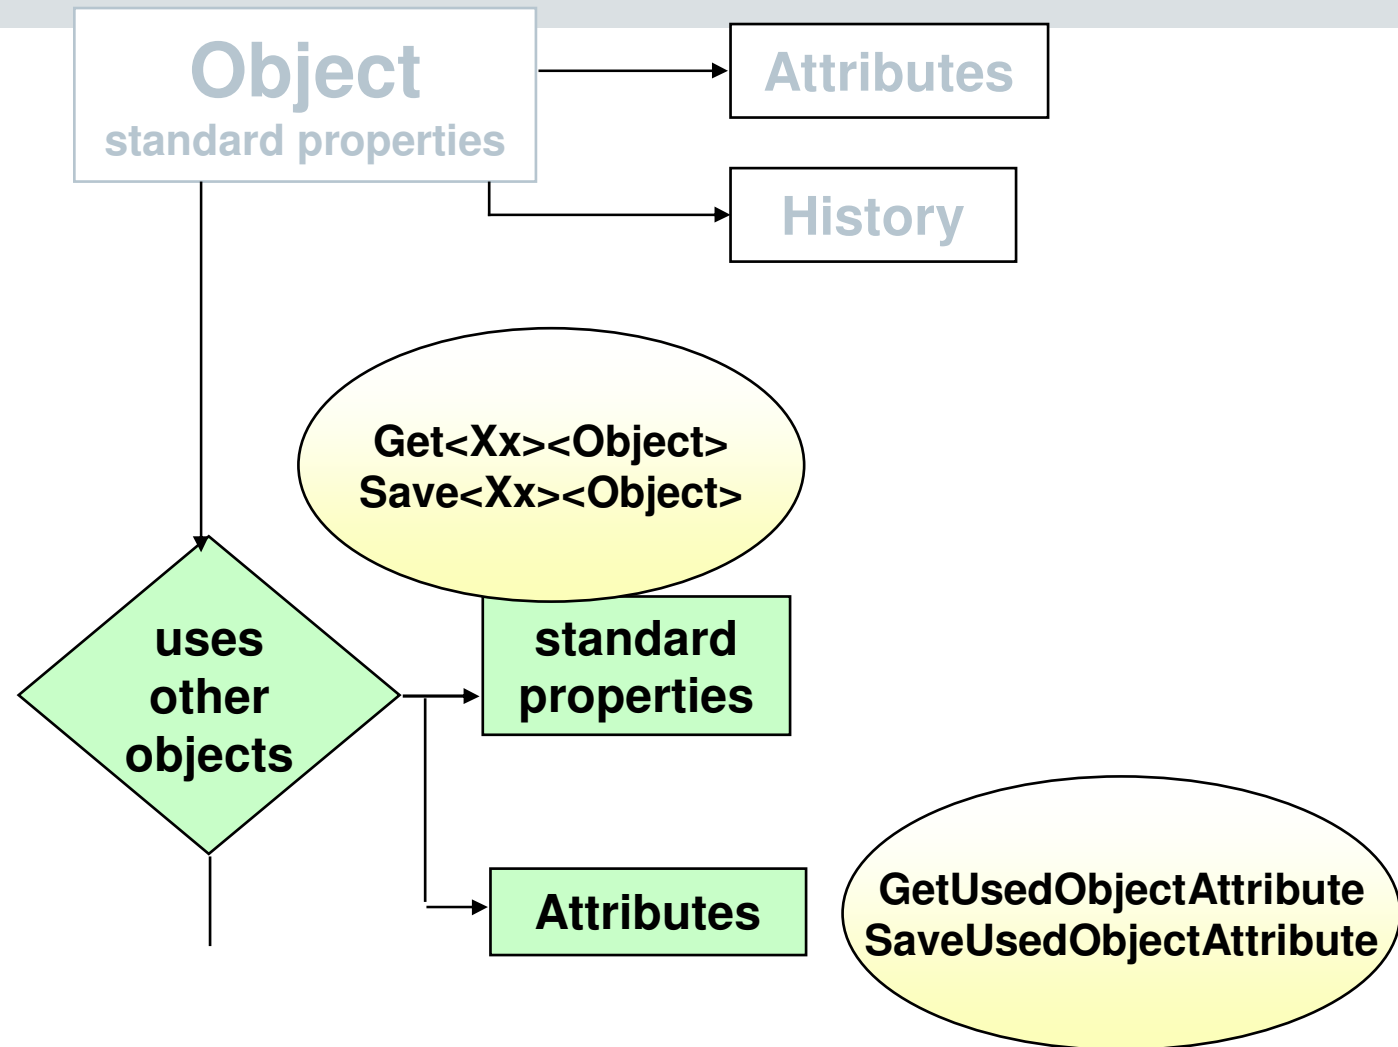 Object
standard properties
Attributes
History
Get<Xx><Object>
Save<Xx><Object>
uses
other
objects
standard
properties
Attributes
GetUsedObjectAttribute
SaveUsedObjectAttribute